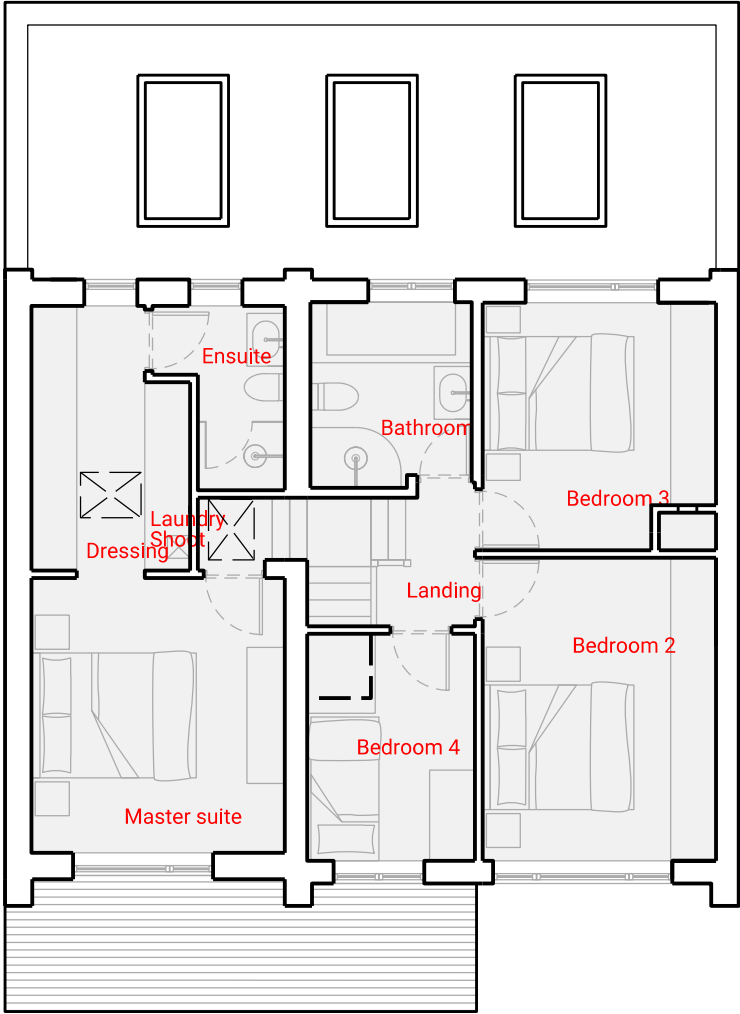 Ensuite
Bathroom
Bedroom 3
Laundry
Shoot
Dressing
Landing
Bedroom 2
Bedroom 4
Master suite